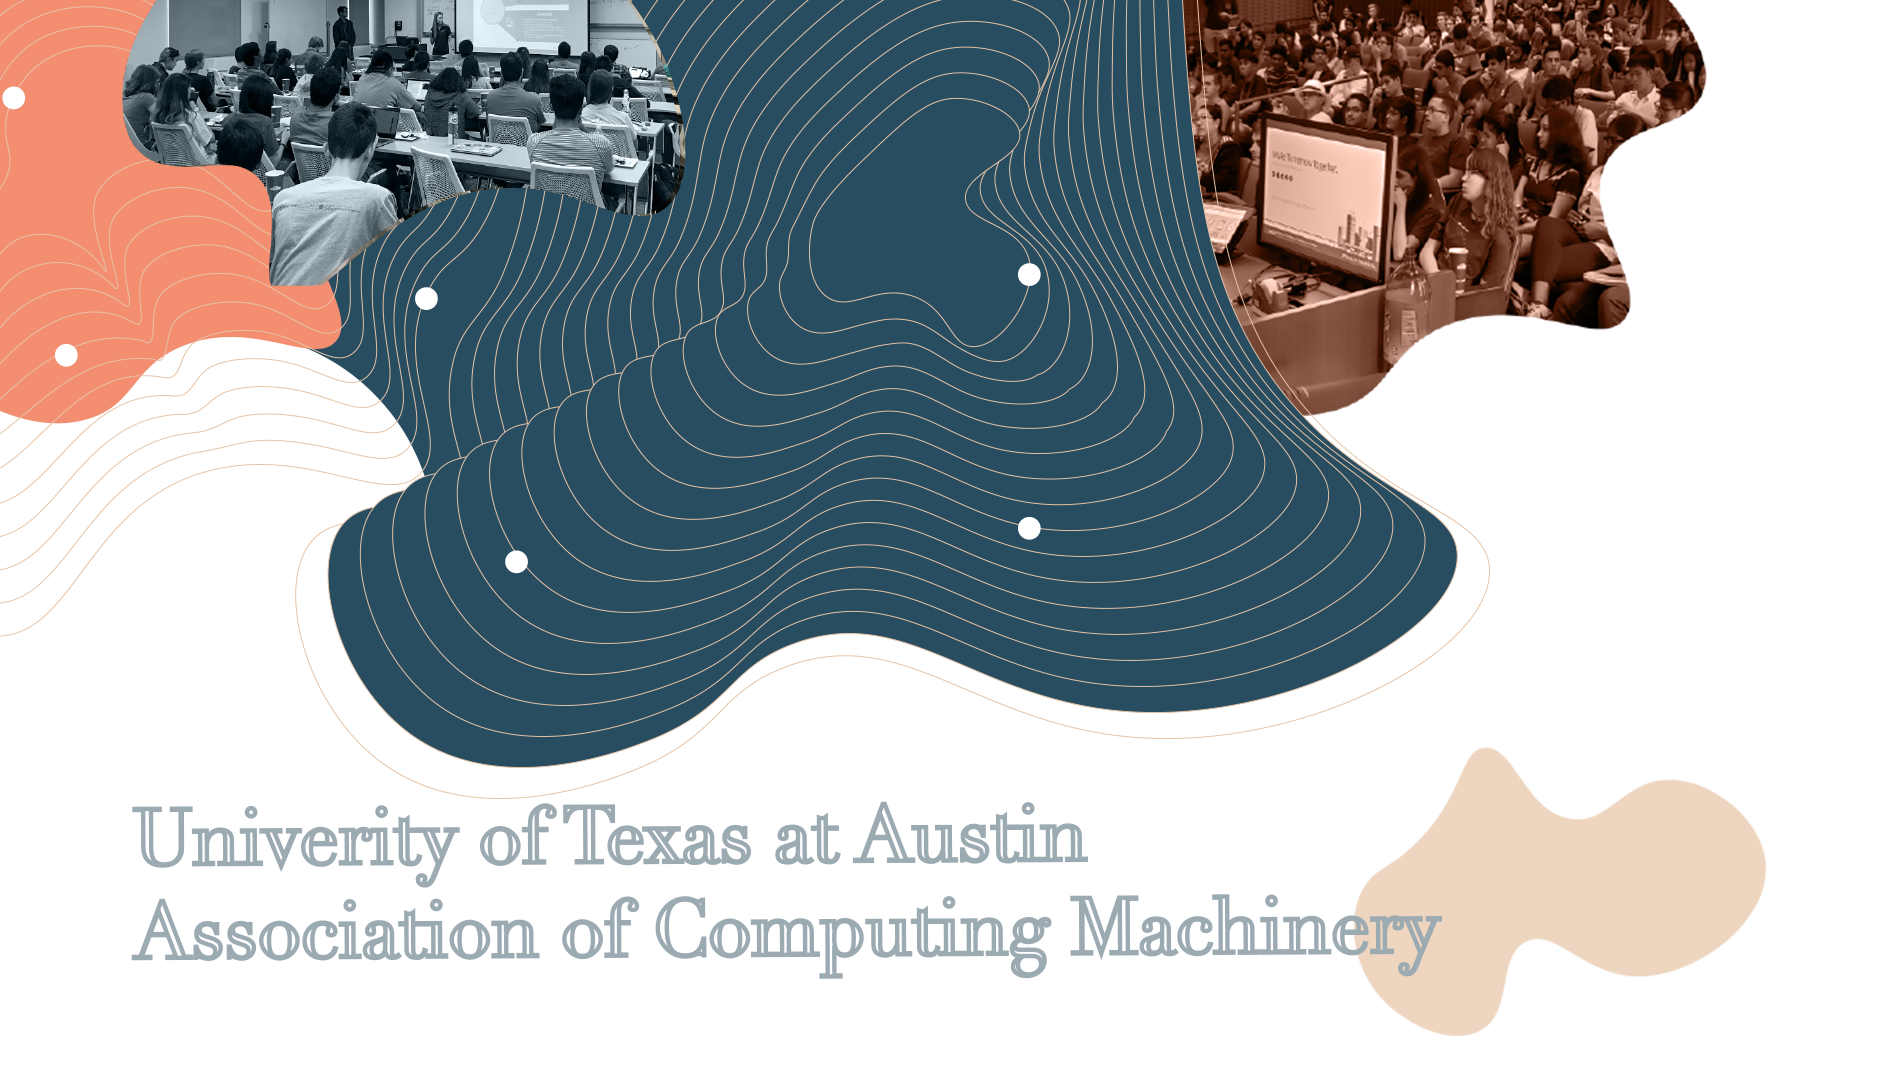 Univerity of Texas at Austin
Association of Computing Machinery